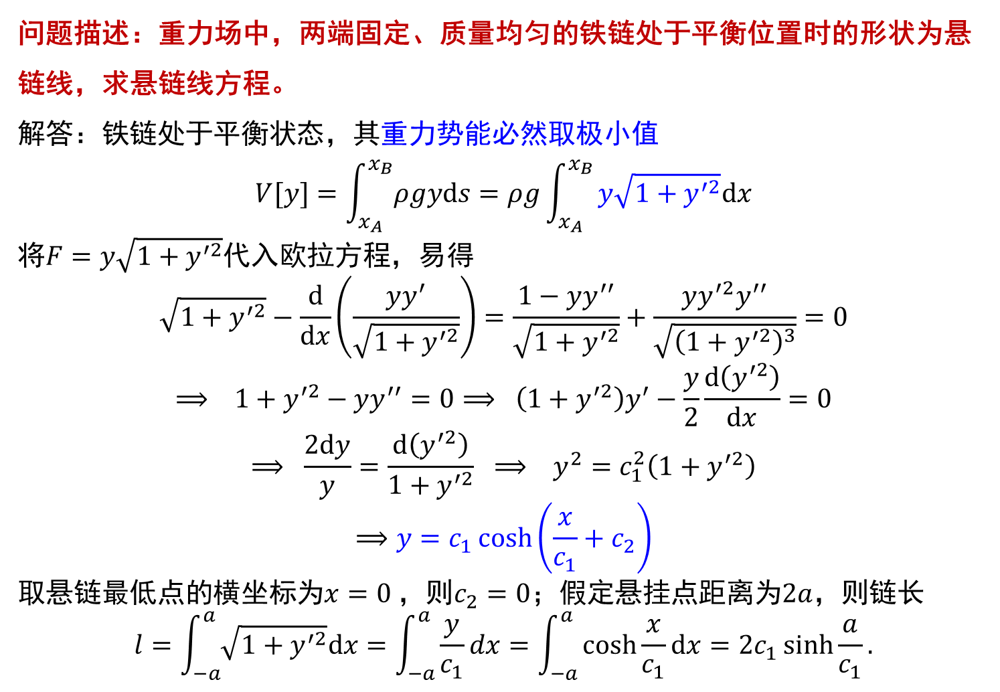 问题描述：重力场中，两端固定、质量均匀的铁链处于平衡位置时的形状为悬
链线，求悬链线方程。
解答：铁链处于平衡状态，其重力势能必然取极小值
$V[y] = \int_{x_A}^{x_B} \rho g y \mathrm{d}s = \rho g \int_{x_A}^{x_B} y\sqrt{1 + y'^2} \mathrm{d}x$
将$F = y\sqrt{1 + y'^2}$代入欧拉方程，易得
$\sqrt{1 + y'^2} - \frac{\mathrm{d}}{\mathrm{d}x}\left(\frac{yy'}{\sqrt{1 + y'^2}}\right) = \frac{1 - yy''}{\sqrt{1 + y'^2}} + \frac{yy'^2y''}{\sqrt{(1 + y'^2)^3}} = 0$
$\Longrightarrow \quad 1 + y'^2 - yy'' = 0 \Longrightarrow \quad (1 + y'^2)y' - \frac{y}{2}\frac{\mathrm{d}(y'^2)}{\mathrm{d}x} = 0$
$\Longrightarrow \quad \frac{2\mathrm{d}y}{y} = \frac{\mathrm{d}(y'^2)}{1 + y'^2} \quad \Longrightarrow \quad y^2 = c_1^2(1 + y'^2)$
$\Longrightarrow y = c_1 \cosh\left(\frac{x}{c_1} + c_2\right)$
取悬链最低点的横坐标为$x = 0$，则$c_2 = 0$；假定悬挂点距离为$2a$，则链长
$l = \int_{-a}^{a} \sqrt{1 + y'^2} \mathrm{d}x = \int_{-a}^{a} \frac{y}{c_1} dx = \int_{-a}^{a} \cosh\frac{x}{c_1} \mathrm{d}x = 2c_1 \sinh\frac{a}{c_1}.$